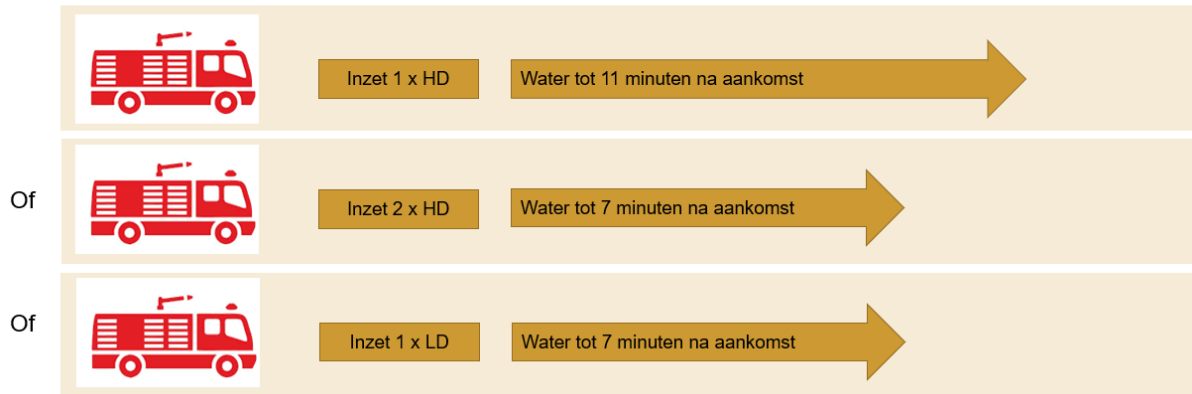 Inzet 1 x HD
Water tot 11 minuten na aankomst
Of
Inzet 2 x HD
Water tot 7 minuten na aankomst
Of
Inzet 1 x LD
Water tot 7 minuten na aankomst